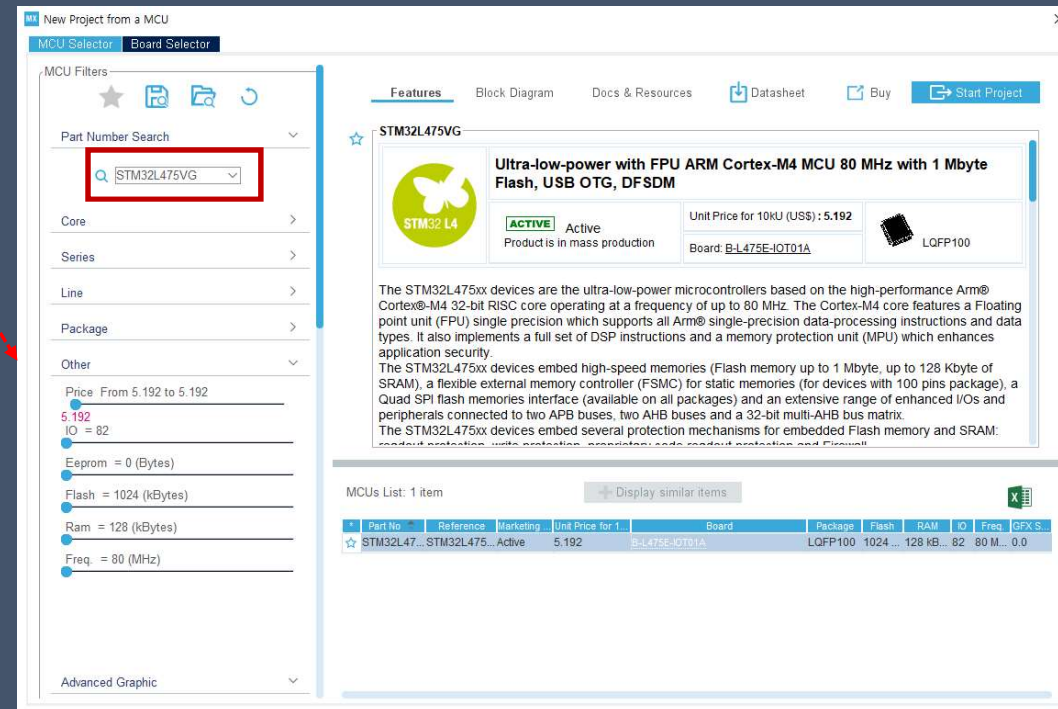 MX New Project from a MCU
MCU Selector Board Selector
MCU Filters
Part Number Search
STM32L475VG
Core
Series
Line
Package
Other
Price From 5.192 to 5.192
5.192
IO = 82
Eeprom = 0 (Bytes)
Flash = 1024 (kBytes)
Ram = 128 (kBytes)
Freq. = 80 (MHz)
Advanced Graphic
Features Block Diagram Docs & Resources Datasheet Buy Start Project
STM32L475VG
STM32 L4
Ultra-low-power with FPU ARM Cortex-M4 MCU 80 MHz with 1 Mbyte
Flash, USB OTG, DFSDM
ACTIVE Active
Product is in mass production
Unit Price for 10kU (US$) : 5.192
Board: B-L475E-IOT01A
LQFP100
The STM32L475xx devices are the ultra-low-power microcontrollers based on the high-performance Arm®
Cortex®-M4 32-bit RISC core operating at a frequency of up to 80 MHz. The Cortex-M4 core features a Floating
point unit (FPU) single precision which supports all Arm® single-precision data-processing instructions and data
types. It also implements a full set of DSP instructions and a memory protection unit (MPU) which enhances
application security.
The STM32L475xx devices embed high-speed memories (Flash memory up to 1 Mbyte, up to 128 Kbyte of
SRAM), a flexible external memory controller (FSMC) for static memories (for devices with 100 pins package), a
Quad SPI flash memories interface (available on all packages) and an extensive range of enhanced I/Os and
peripherals connected to two APB buses, two AHB buses and a 32-bit multi-AHB bus matrix.
The STM32L475xx devices embed several protection mechanisms for embedded Flash memory and SRAM:
readout protection, write protection, proprietary code readout protection and Firewall.
MCUs List: 1 item
Display similar items
* Part No Reference Marketing ... Unit Price for 1... Board Package Flash RAM IO Freq. GFX S...
STM32L47... STM32L475... Active 5.192 B-L475E-IOT01A LQFP100 1024 ... 128 kB... 82 80 M... 0.0